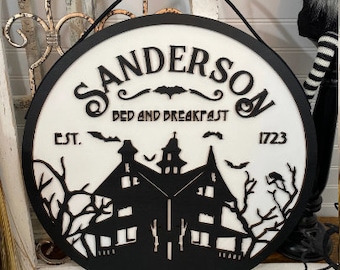 SANDERSON
BED AND BREAKFAST
EST. 1723